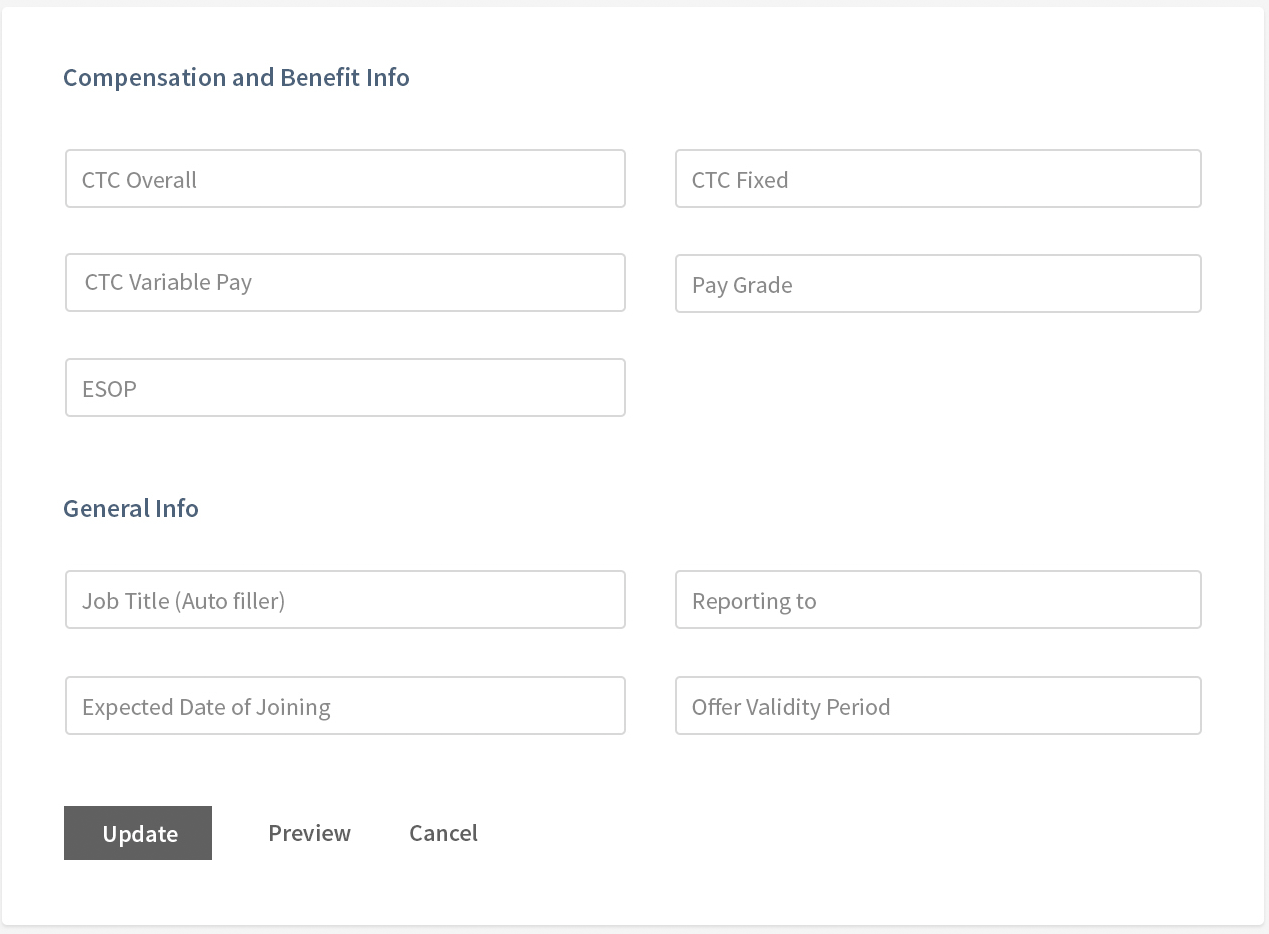 Compensation and Benefit Info
CTC Overall
CTC Fixed
CTC Variable Pay
Pay Grade
ESOP
General Info
Job Title (Auto filler)
Reporting to
Expected Date of Joining
Offer Validity Period
Update
Preview
Cancel